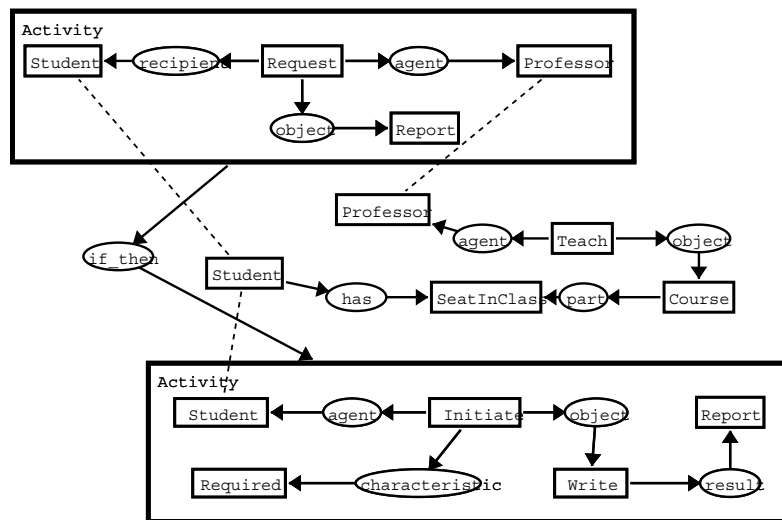 Activity
Student recipient Request agent Professor
object Report
Professor
agent Teach object
if_then
Student
has SeatInClass part Course
Activity
Student agent Initiate object Report
Required characteristic Write result